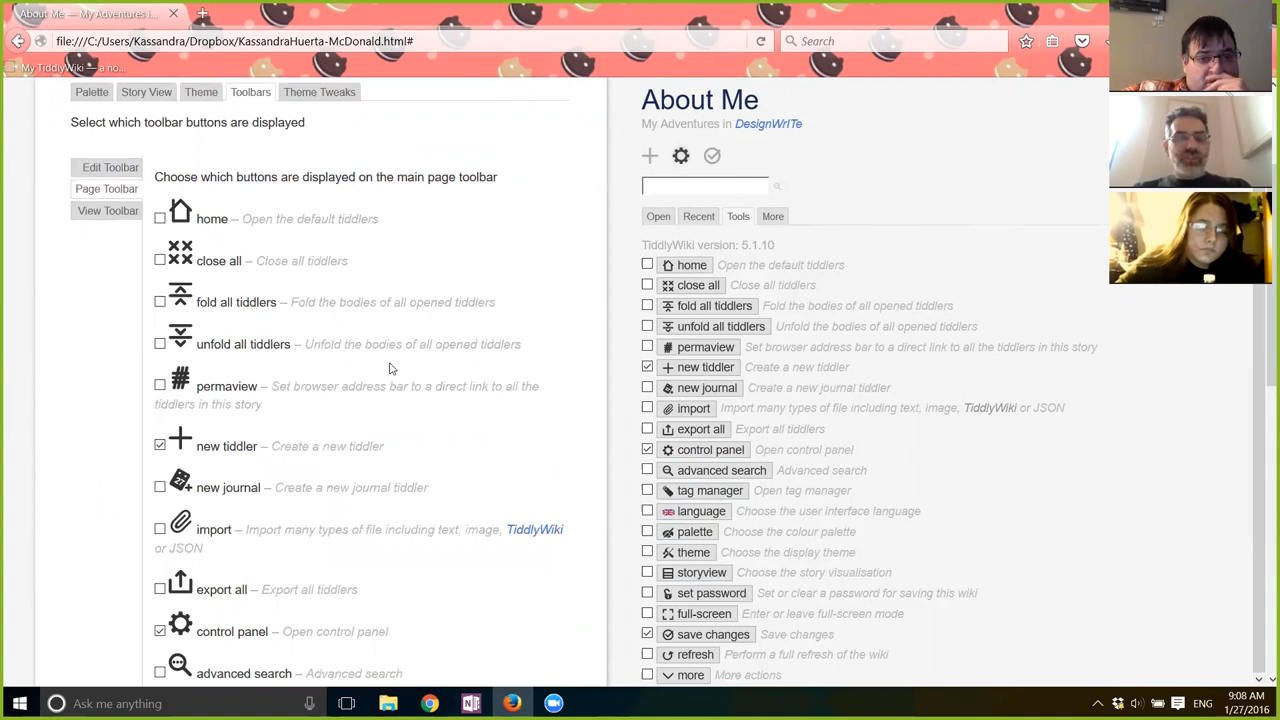 About Me — My Adventures i...
file:///C:/Users/Kassandra/Dropbox/KassandraHuerta-McDonald.html#
Search
My TiddlyWiki — a no...
Palette
Story View
Theme
Toolbars
Theme Tweaks
Select which toolbar buttons are displayed
Edit Toolbar
Page Toolbar
View Toolbar
Choose which buttons are displayed on the main page toolbar
home – Open the default tiddlers
close all – Close all tiddlers
fold all tiddlers – Fold the bodies of all opened tiddlers
unfold all tiddlers – Unfold the bodies of all opened tiddlers
permaview – Set browser address bar to a direct link to all the
tiddlers in this story
new tiddler – Create a new tiddler
new journal – Create a new journal tiddler
import – Import many types of file including text, image, TiddlyWiki
or JSON
export all – Export all tiddlers
control panel – Open control panel
advanced search – Advanced search
About Me
My Adventures in DesignWriTe
Open
Recent
Tools
More
TiddlyWiki version: 5.1.10
home Open the default tiddlers
close all Close all tiddlers
fold all tiddlers Fold the bodies of all opened tiddlers
unfold all tiddlers Unfold the bodies of all opened tiddlers
permaview Set browser address bar to a direct link to all the tiddlers in this story
new tiddler Create a new tiddler
new journal Create a new journal tiddler
import Import many types of file including text, image, TiddlyWiki or JSON
export all Export all tiddlers
control panel Open control panel
advanced search Advanced search
tag manager Open tag manager
language Choose the user interface language
palette Choose the colour palette
theme Choose the display theme
storyview Choose the story visualisation
set password Set or clear a password for saving this wiki
full-screen Enter or leave full-screen mode
save changes Save changes
refresh Perform a full refresh of the wiki
more More actions
Ask me anything
ENG
9:08 AM
1/27/2016